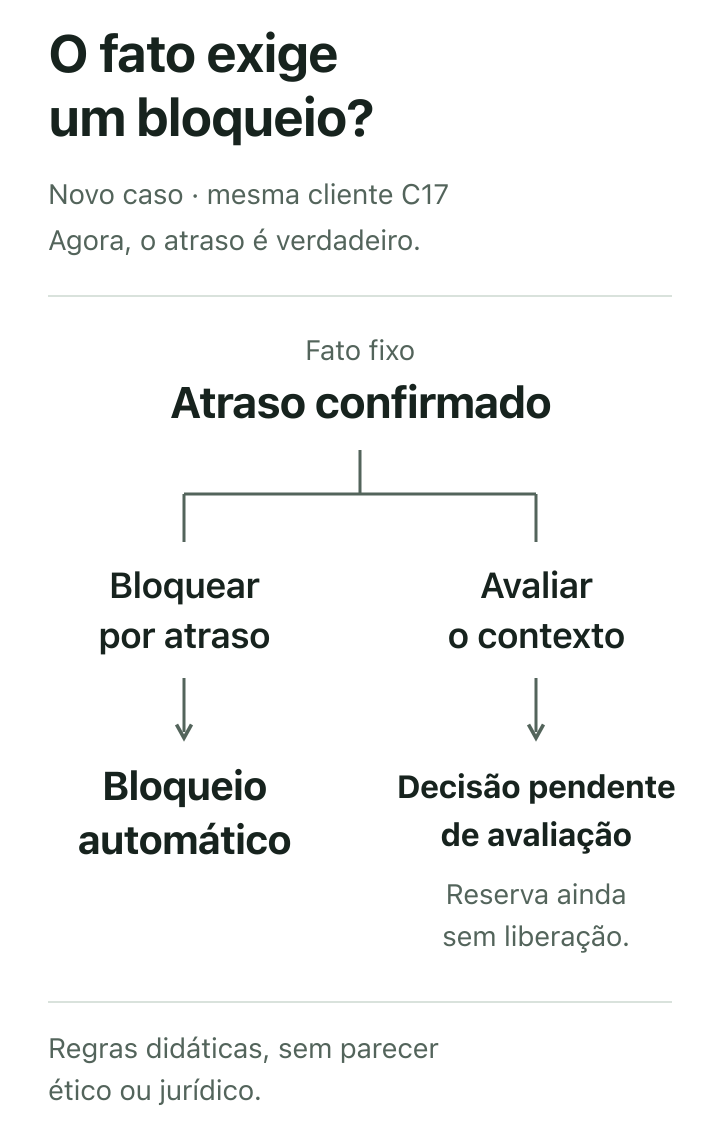 O fato exige
um bloqueio?
Novo caso · mesma cliente C17
Agora, o atraso é verdadeiro.
Fato fixo
Atraso confirmado
Bloquear
por atraso
Avaliar
o contexto
Bloqueio
automático
Decisão pendente
de avaliação
Reserva ainda
sem liberação.
Regras didáticas, sem parecer
ético ou jurídico.